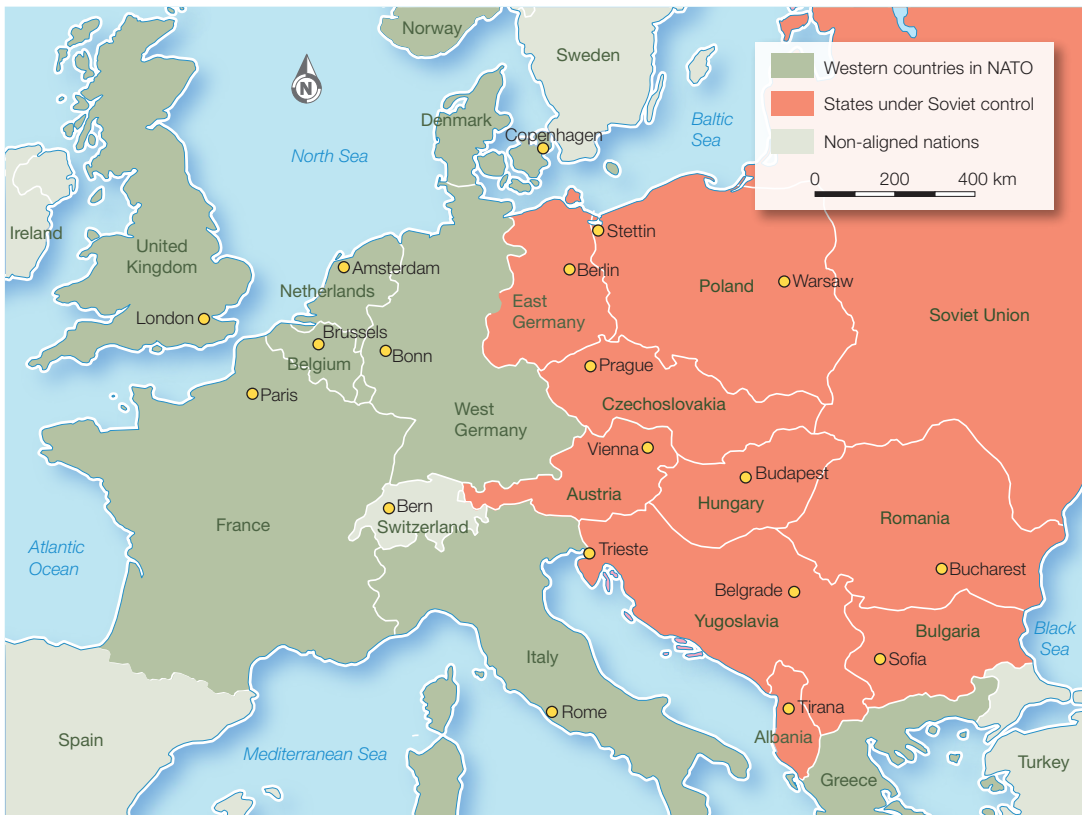 Norway
Sweden
Western countries in NATO
States under Soviet control
Non-aligned nations
0 200 400 km
N
Denmark
Copenhagen
Baltic
Sea
North Sea
Ireland
United
Kingdom
London
Amsterdam
Netherlands
Brussels
Belgium
Bonn
Stettin
Berlin
East
Germany
Poland
Warsaw
Soviet Union
Paris
Prague
Czechoslovakia
West
Germany
Vienna
Austria
Budapest
Hungary
Bern
Switzerland
France
Romania
Atlantic
Ocean
Trieste
Bucharest
Belgrade
Yugoslavia
Bulgaria
Black
Sea
Sofia
Italy
Rome
Tirana
Albania
Spain
Mediterranean Sea
Greece
Turkey